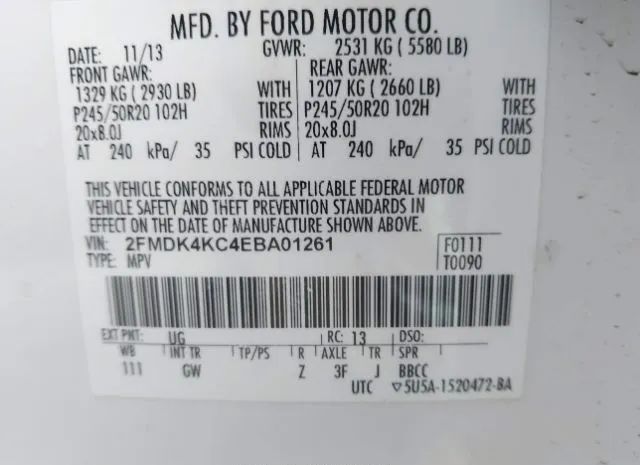 MFD. BY FORD MOTOR CO.
DATE: 11/13 GVWR: 2531 KG ( 5580 LB)
FRONT GAWR: REAR GAWR:
1329 KG ( 2930 LB) WITH 1207 KG ( 2660 LB) WITH
P245/50R20 102H TIRES P245/50R20 102H TIRES
20x8.0J RIMS 20x8.0J RIMS
AT 240 kPa/ 35 PSI COLD AT 240 kPa/ 35 PSI COLD
THIS VEHICLE CONFORMS TO ALL APPLICABLE FEDERAL MOTOR
VEHICLE SAFETY AND THEFT PREVENTION STANDARDS IN
EFFECT ON THE DATE OF MANUFACTURE SHOWN ABOVE.
VIN: 2FMDK4KC4EBA01261 F0111
TYPE: MPV T0090
EXT PNT: UG RC: 13 DSO:
WB INT TR TP/PS R AXLE TR SPR
111 GW Z 3F J BBCC
UTC ▽5U5A-1520472-BA